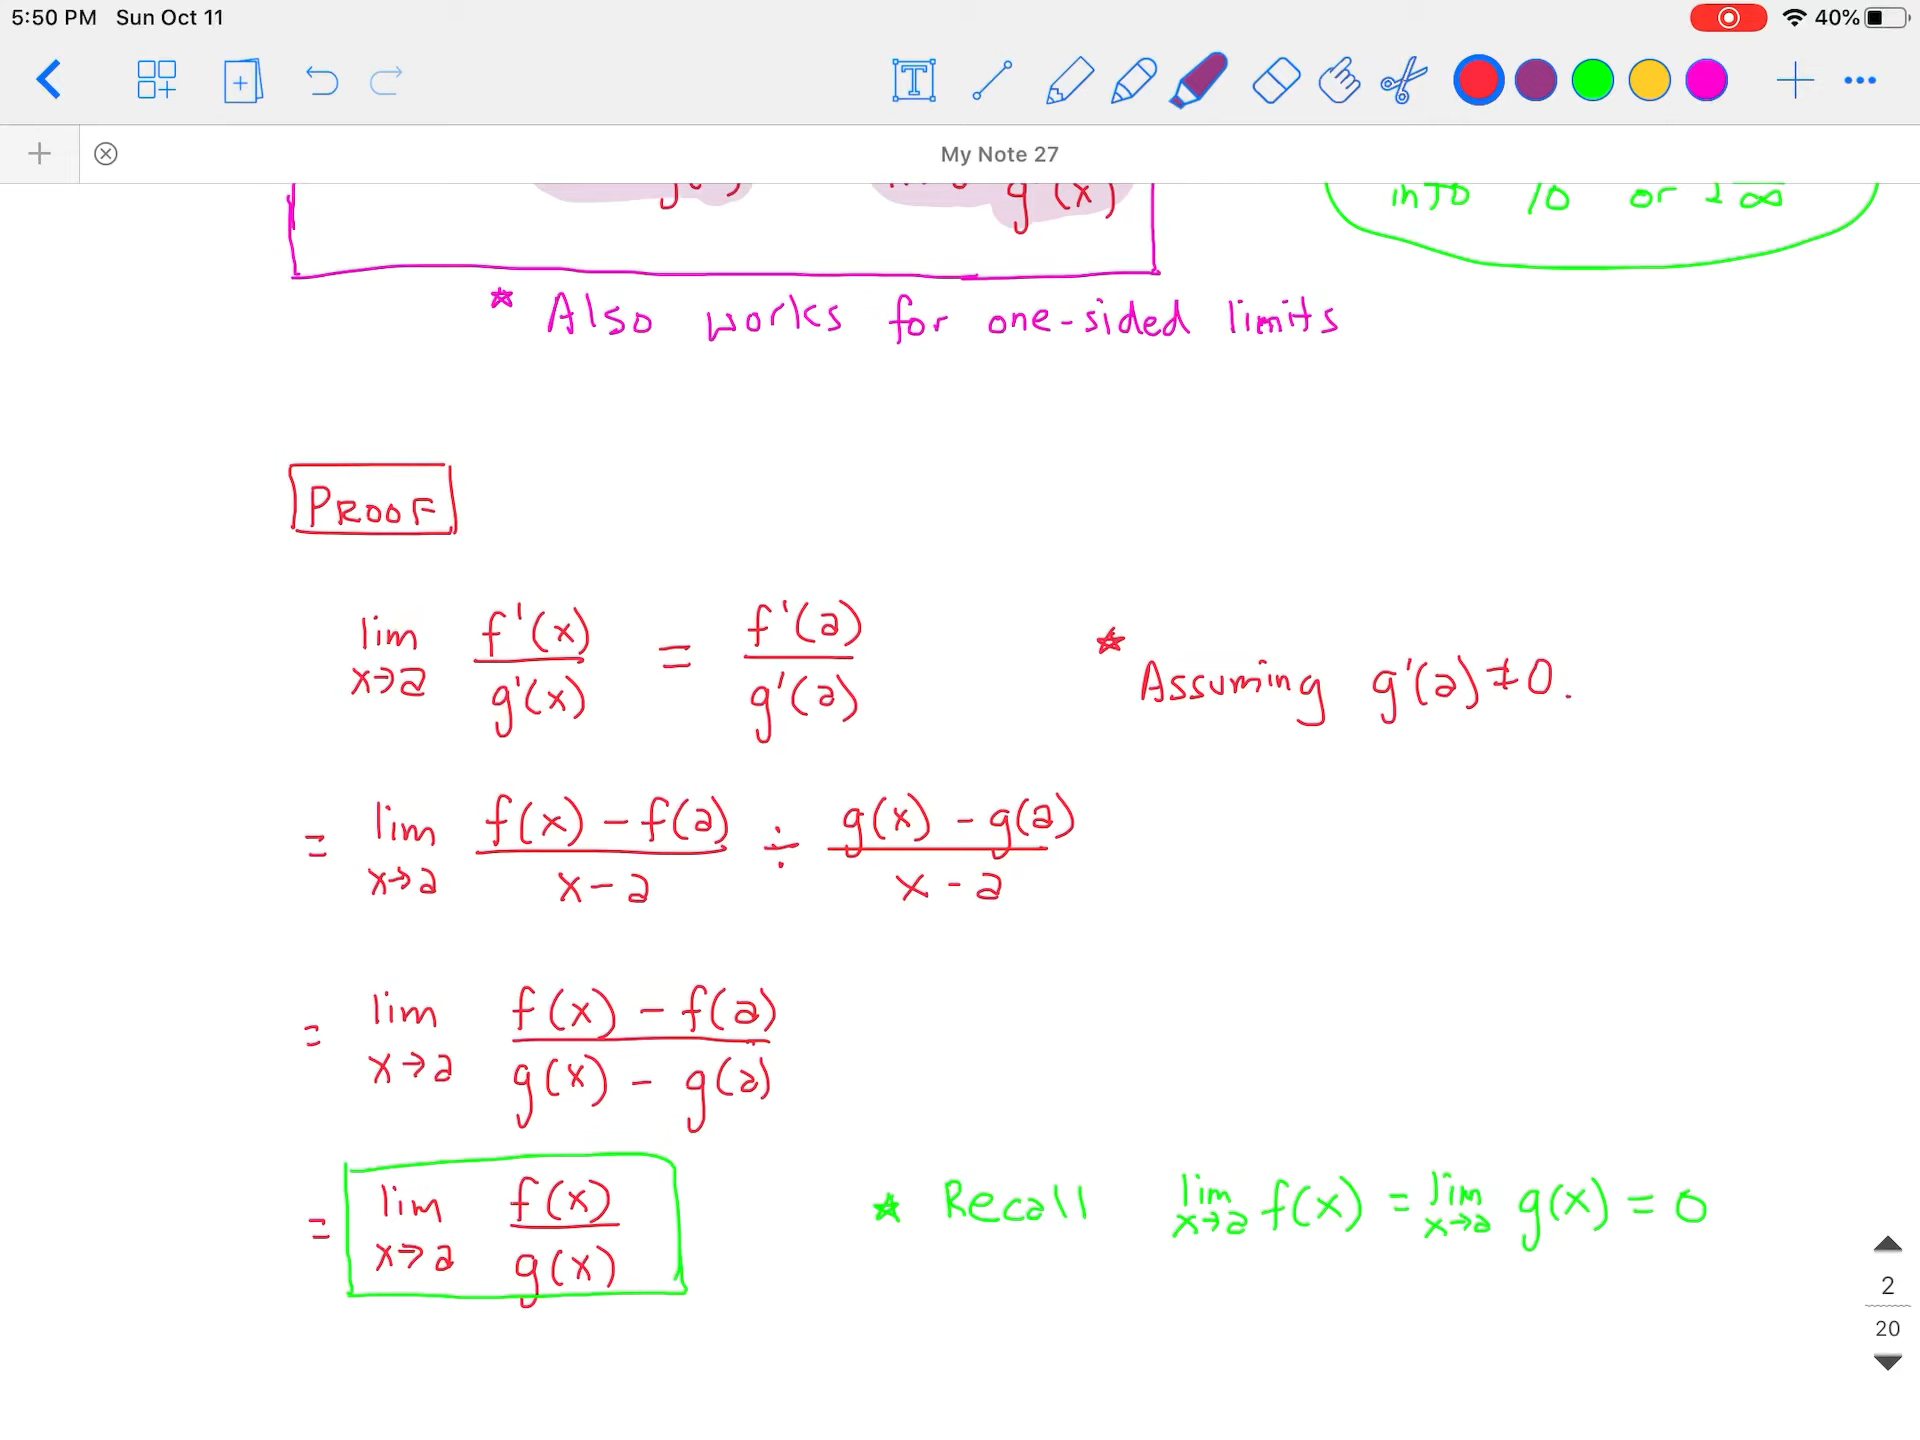 5:50 PM Sun Oct 11 40%
T
My Note 27
g'(x)
into 0 or ±∞
* Also works for one-sided limits
PROOF
lim x→a f'(x)/g'(x) = f'(a)/g'(a) * Assuming g'(a)≠0.
= lim x→a (f(x) - f(a))/(x - a) ÷ (g(x) - g(a))/(x - a)
= lim x→a (f(x) - f(a))/(g(x) - g(a))
= lim x→a f(x)/g(x) * Recall lim x→a f(x) = lim x→a g(x) = 0
2
20